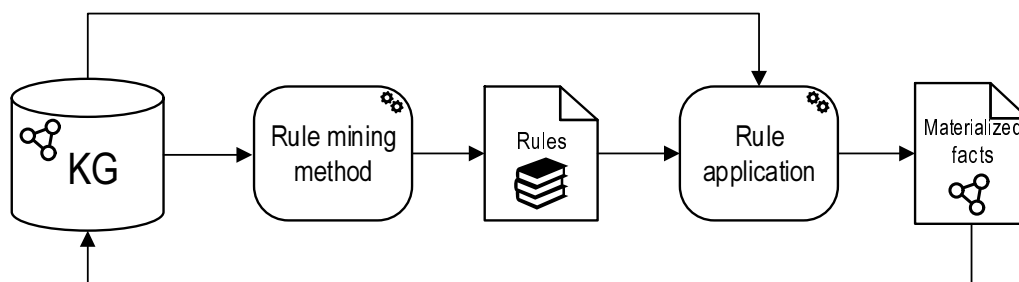 KG
Rule mining
method
Rules
Rule
application
Materialized
facts